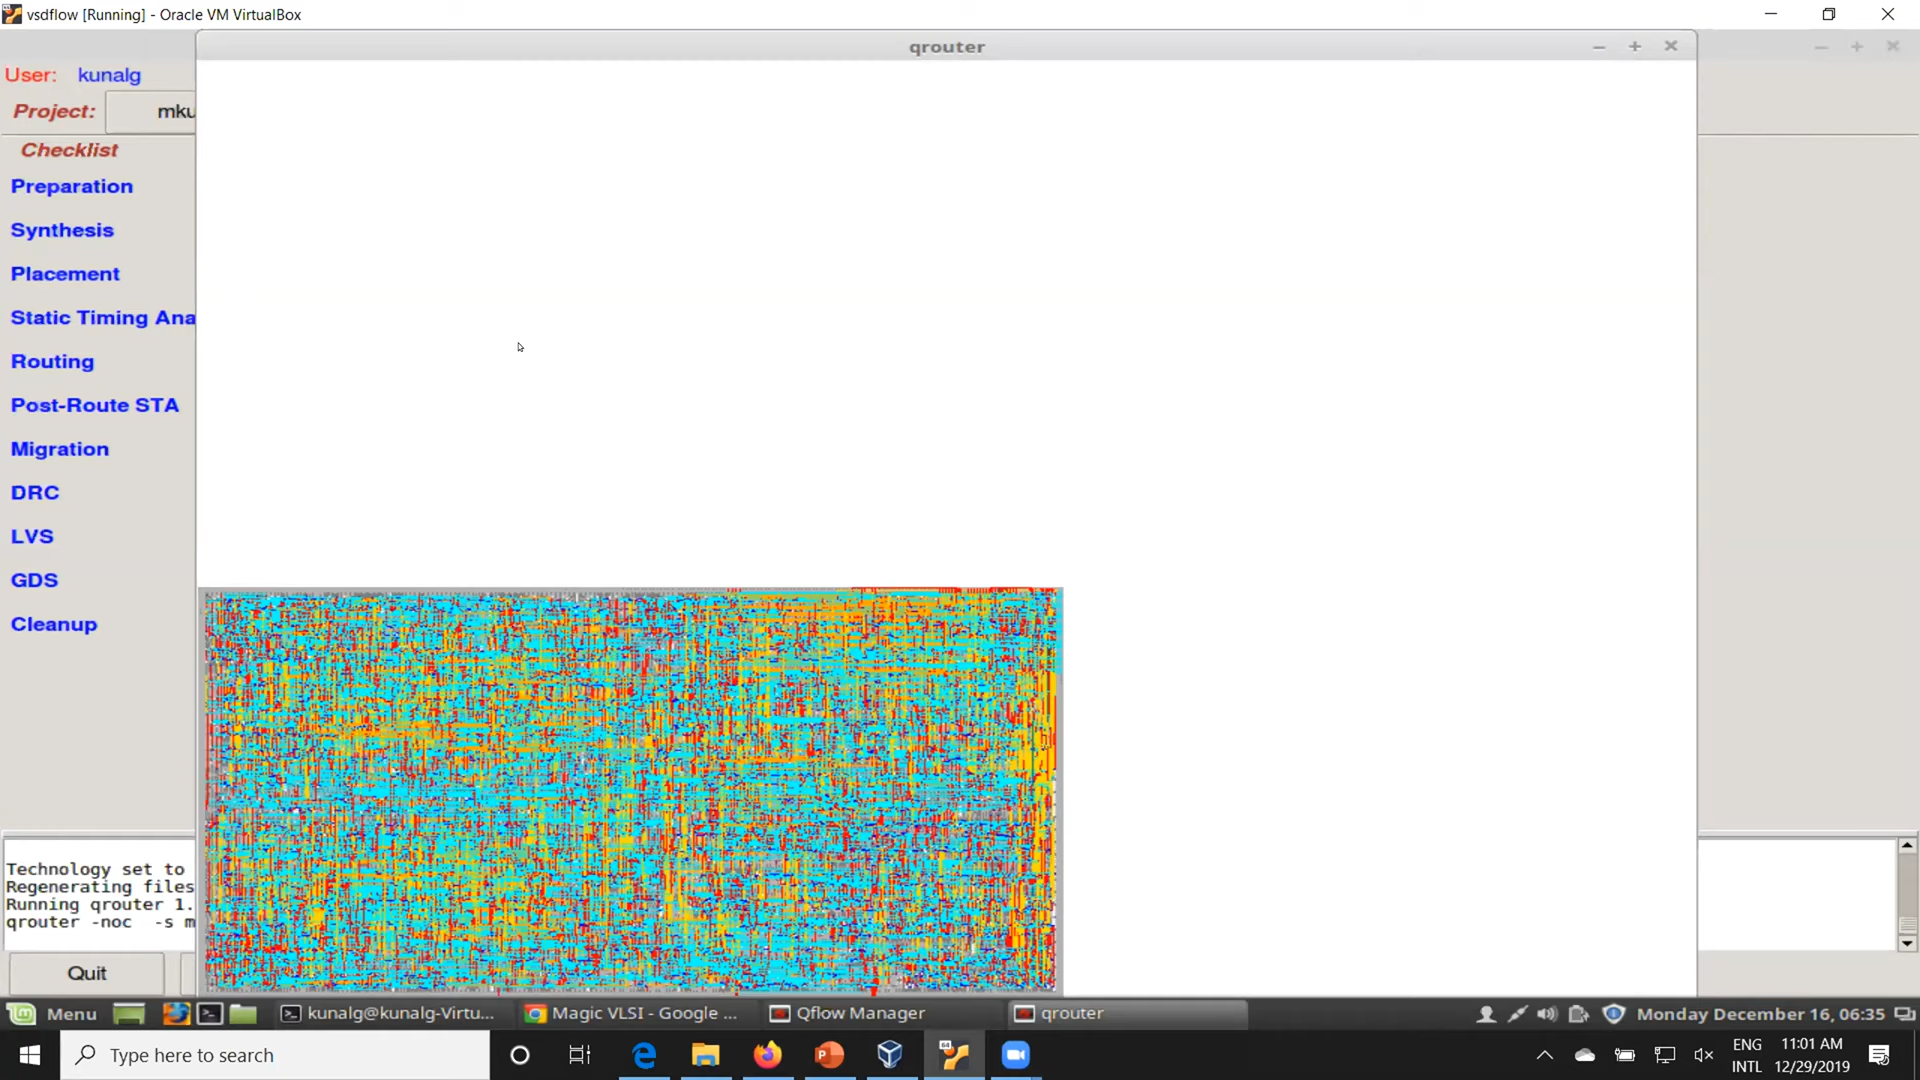 vsdflow [Running] - Oracle VM VirtualBox
qrouter
User: kunalg
Project: mku
Checklist
Preparation
Synthesis
Placement
Static Timing Ana
Routing
Post-Route STA
Migration
DRC
LVS
GDS
Cleanup
Technology set to
Regenerating files
Running qrouter 1.
qrouter -noc -s m
Quit
Menu
kunalg@kunalg-Virtu...
Magic VLSI - Google ...
Qflow Manager
qrouter
Monday December 16, 06:35
Type here to search
ENG
INTL
11:01 AM
12/29/2019